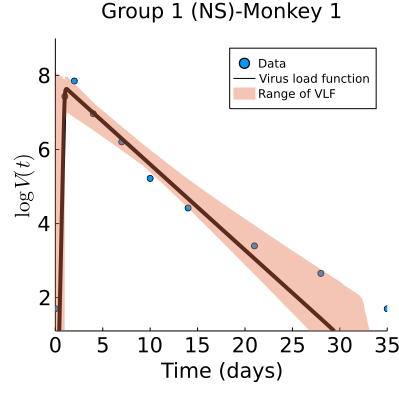 Group 1 (NS)-Monkey 1
Data
Virus load function
Range of VLF
log V(t)
8
6
4
2
0 5 10 15 20 25 30 35
Time (days)